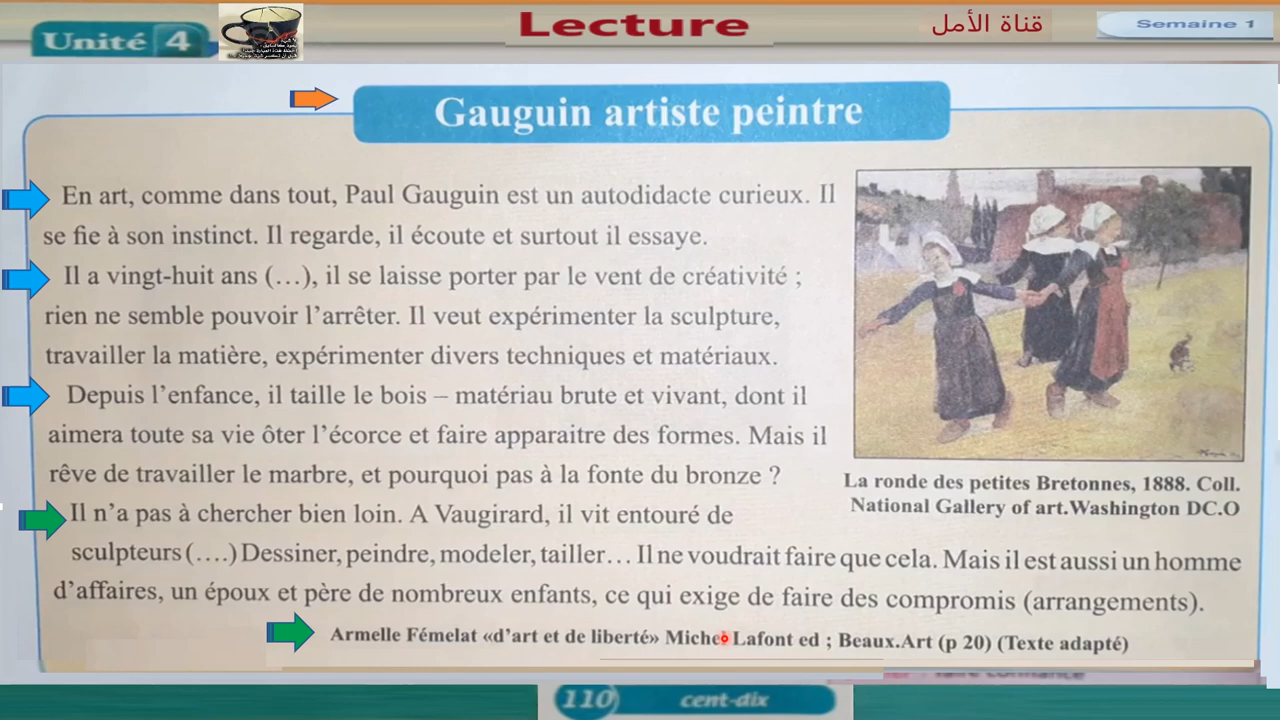 Unité 4
Lecture
قناة الأمل
Semaine 1
Gauguin artiste peintre
En art, comme dans tout, Paul Gauguin est un autodidacte curieux. Il
se fie à son instinct. Il regarde, il écoute et surtout il essaye.
Il a vingt-huit ans (…), il se laisse porter par le vent de créativité ;
rien ne semble pouvoir l’arrêter. Il veut expérimenter la sculpture,
travailler la matière, expérimenter divers techniques et matériaux.
Depuis l’enfance, il taille le bois – matériau brute et vivant, dont il
aimera toute sa vie ôter l’écorce et faire apparaitre des formes. Mais il
rêve de travailler le marbre, et pourquoi pas à la fonte du bronze ?
La ronde des petites Bretonnes, 1888. Coll.
National Gallery of art.Washington DC.O
Il n’a pas à chercher bien loin. A Vaugirard, il vit entouré de
sculpteurs (….) Dessiner, peindre, modeler, tailler… Il ne voudrait faire que cela. Mais il est aussi un homme
d’affaires, un époux et père de nombreux enfants, ce qui exige de faire des compromis (arrangements).
Armelle Fémelat «d’art et de liberté» Lafont ed ; Beaux.Art (p 20) (Texte adapté)
110 cent-dix